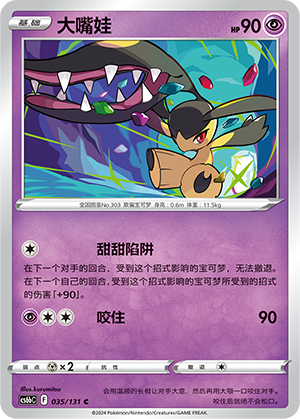 基础 大嘴娃 HP 90
全国图鉴No.303 欺骗宝可梦 身高：0.6m 体重：11.5kg
甜甜陷阱
在下一个对手的回合，受到这个招式影响的宝可梦，无法撤退。
在下一个自己的回合，受到这个招式影响的宝可梦所受到的招式
的伤害「+90」。
咬住 90
弱点 ×2 抗性 撤退
Illus.kurumitsu
CS6bC F 035/131 C
会用温顺的长相让对手大意，然后再用大颚一口咬住对手。
咬住后就绝不会松口。
©2024 Pokémon/Nintendo/Creatures/GAME FREAK.